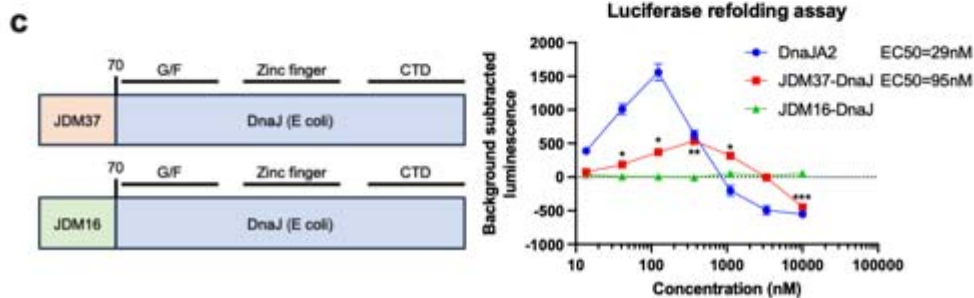 c
70
G/F Zinc finger CTD
JDM37 DnaJ (E coli)
70
G/F Zinc finger CTD
JDM16 DnaJ (E coli)
Luciferase refolding assay
Background subtracted
luminescence
2000
1500
1000
500
0
-500
-1000
DnaJA2 EC50=29nM
JDM37-DnaJ EC50=95nM
JDM16-DnaJ
* * ** * ***
10 100 1000 10000 100000
Concentration (nM)